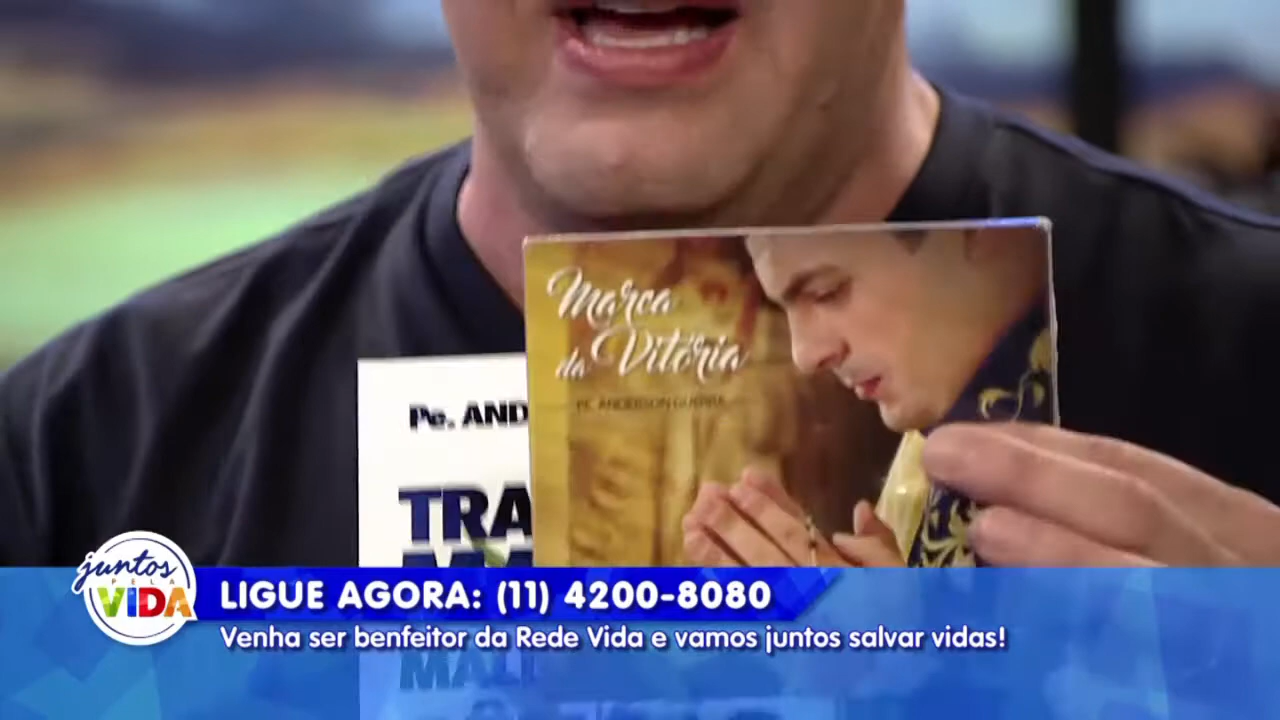 Marca
da Vitória
PE. ANDERSON GUERRA
Pe. AND
TRA
juntos
PELA
VIDA
LIGUE AGORA: (11) 4200-8080
Venha ser benfeitor da Rede Vida e vamos juntos salvar vidas!